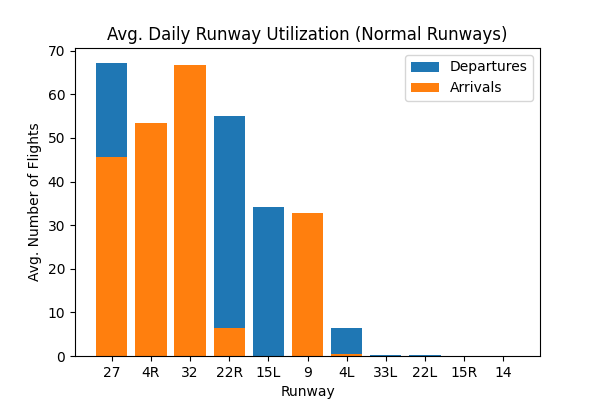 Avg. Daily Runway Utilization (Normal Runways)
Departures
Arrivals
70
60
50
40
30
20
10
0
Avg. Number of Flights
27 4R 32 22R 15L 9 4L 33L 22L 15R 14
Runway